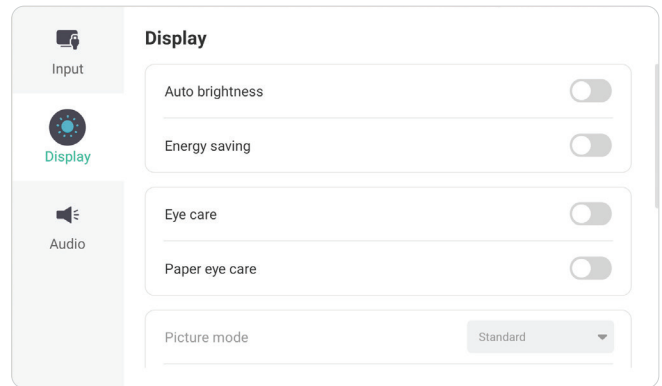 Display
Input
Auto brightness
Energy saving
Display
Eye care
Audio
Paper eye care
Picture mode
Standard